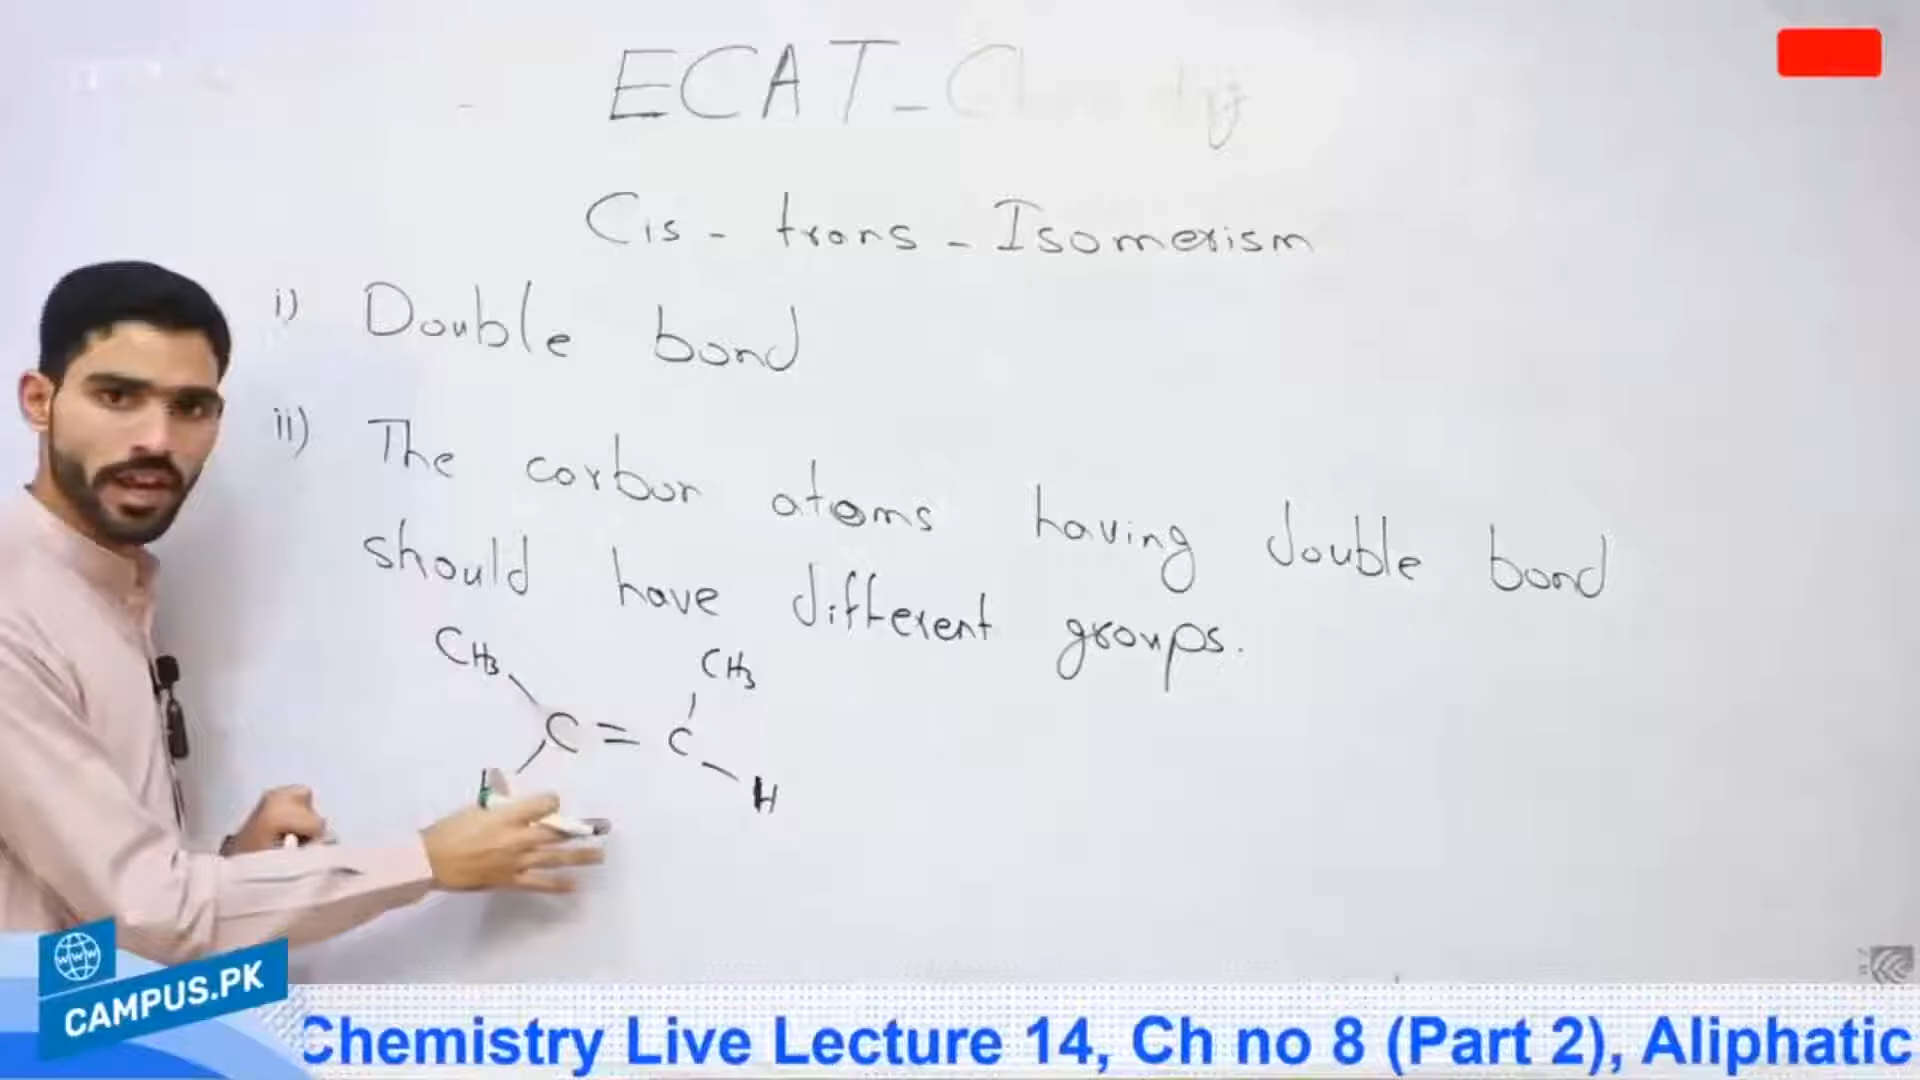 ECAT - Chemistry
Cis - trans - Isomerism
i) Double bond
ii) The carbon atoms having double bond
should have different groups.
CH₃ CH₃
C = C
H
WWW
CAMPUS.PK
Chemistry Live Lecture 14, Ch no 8 (Part 2), Aliphatic